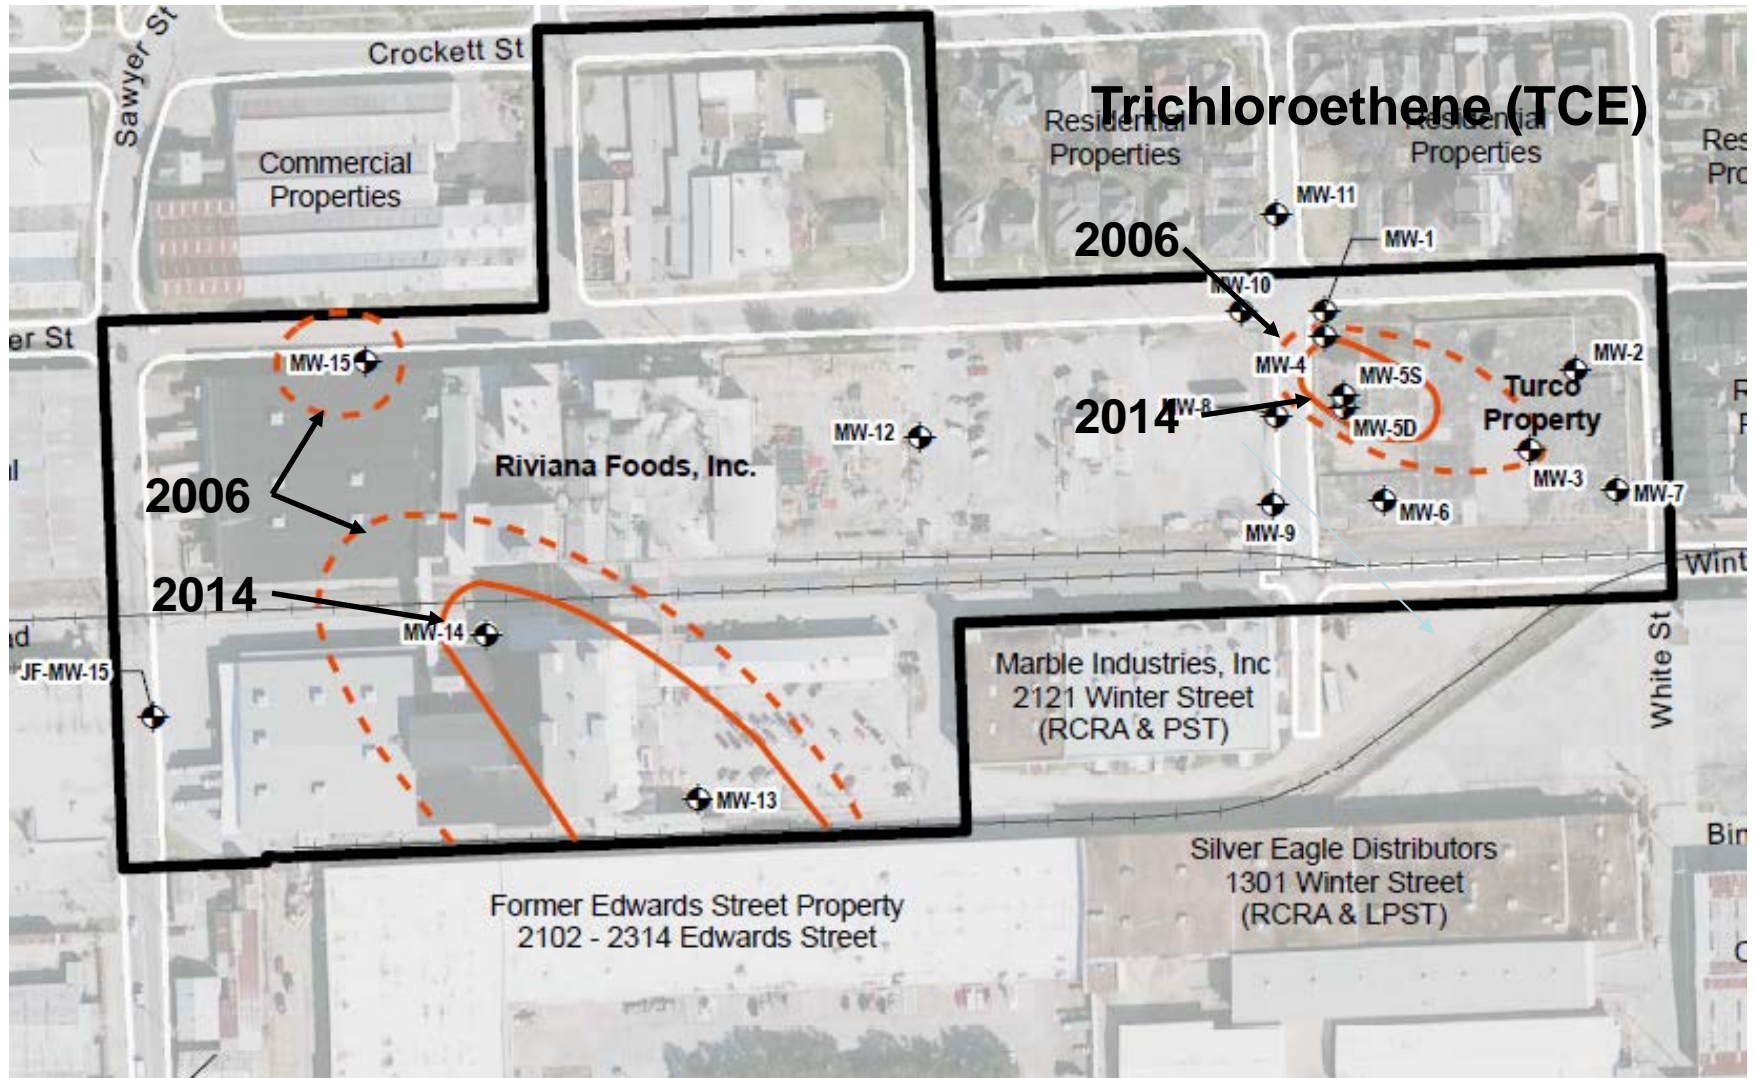 Sawyer St
Crockett St
Trichloroethene (TCE)
Residential
Properties
Residential
Properties
Res
Pro
Commercial
Properties
MW-11
2006
MW-1
MW-10
er St
MW-15
MW-4
MW-2
MW-5S
Turco
Property
2014
MW-8
MW-5D
MW-12
Riviana Foods, Inc.
MW-3
MW-7
MW-6
MW-9
2006
2014
Wint
MW-14
JF-MW-15
White St
Marble Industries, Inc
2121 Winter Street
(RCRA & PST)
MW-13
Bin
Silver Eagle Distributors
1301 Winter Street
(RCRA & LPST)
Former Edwards Street Property
2102 - 2314 Edwards Street